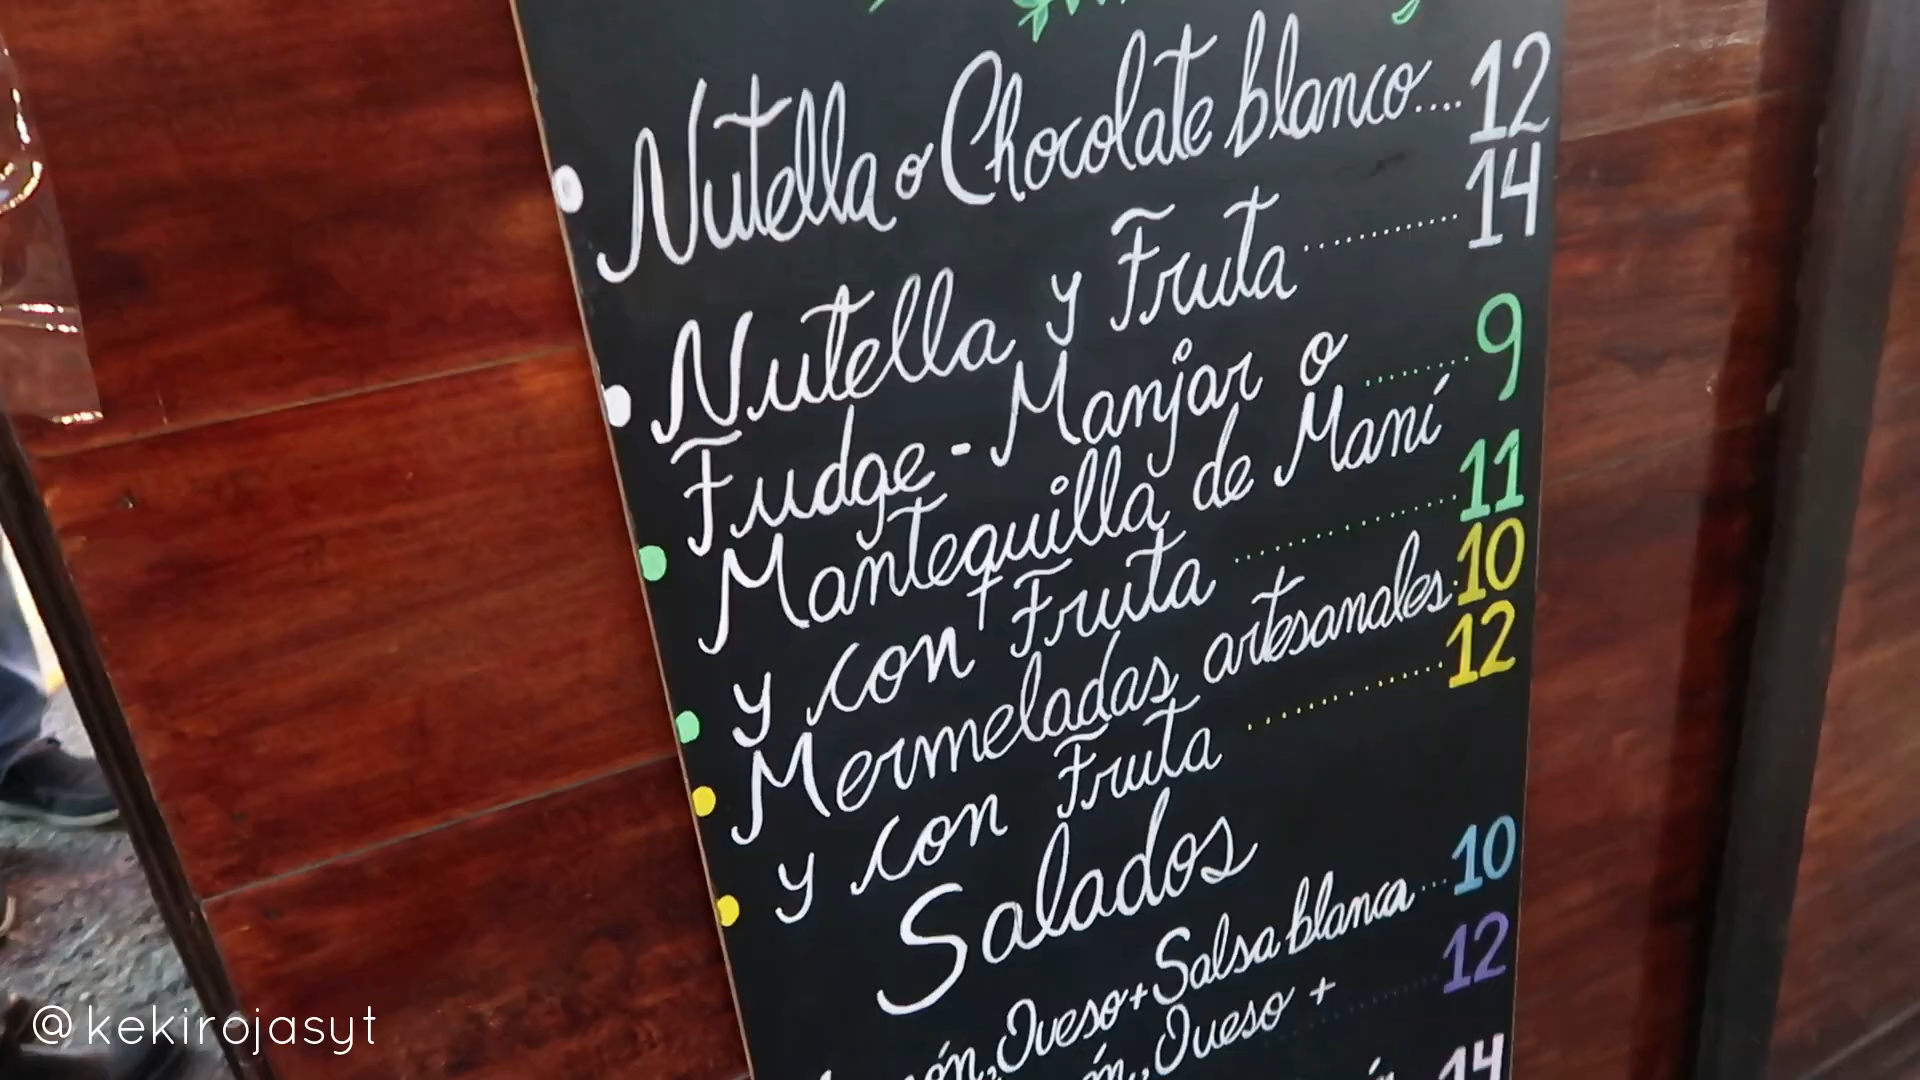 Nutella o Chocolate blanco.... 12
Nutella y Fruta ............ 14
Fudge - Manjar o ........ 9
Mantequilla de Maní
y con Fruta ............ 11
Mermeladas artesanales. 10
y con Fruta ............ 12
Salados
Queso + Salsa blanca ... 10
Queso + ........ 12
14
@kekirojasyt